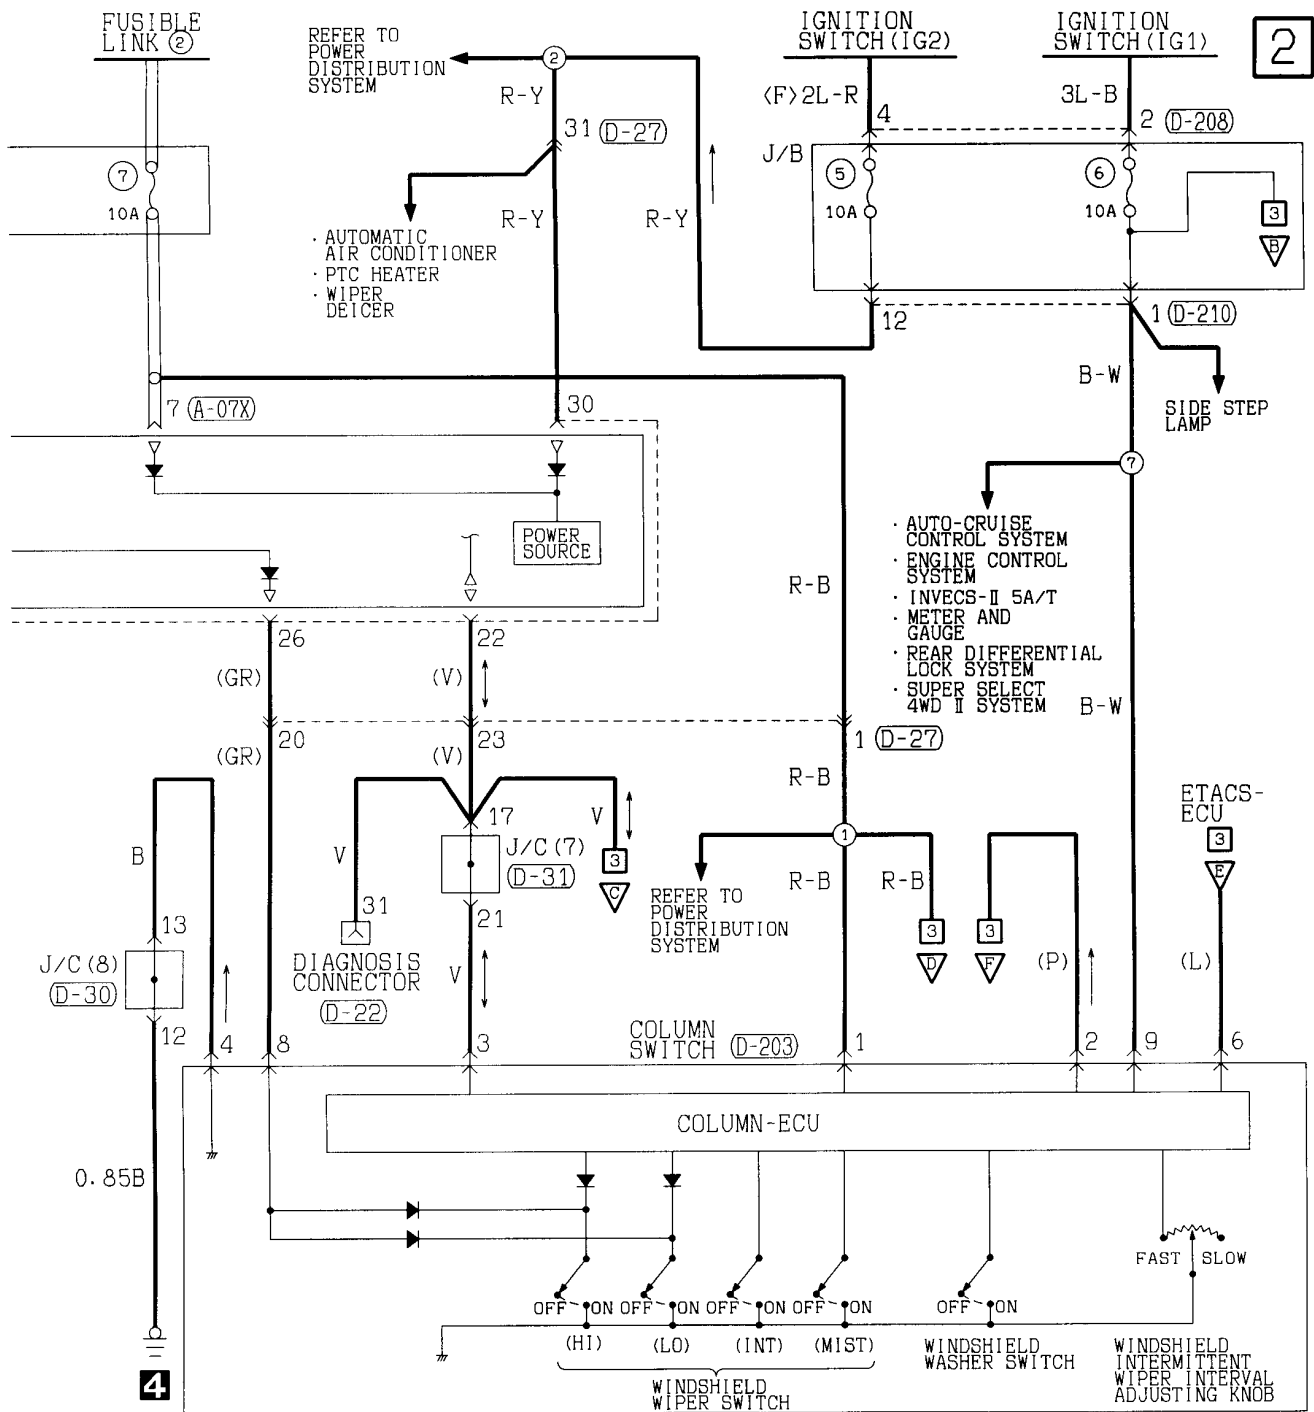 FUSIBLE
LINK ②
REFER TO
POWER
DISTRIBUTION
SYSTEM
②
IGNITION
SWITCH(IG2)
IGNITION
SWITCH(IG1)
2
R-Y
<F>2L-R
3L-B
31 (D-27)
4
2 (D-208)
J/B
⑦
10A
⑤
10A
⑥
10A
3
B
R-Y
R-Y
· AUTOMATIC
AIR CONDITIONER
· PTC HEATER
· WIPER
DEICER
12
1 (D-210)
B-W
SIDE STEP
LAMP
7 (A-07X)
30
⑦
POWER
SOURCE
· AUTO-CRUISE
CONTROL SYSTEM
· ENGINE CONTROL
SYSTEM
· INVECS-II 5A/T
· METER AND
GAUGE
· REAR DIFFERENTIAL
LOCK SYSTEM
· SUPER SELECT
4WD II SYSTEM
R-B
26
22
(GR)
(V)
B-W
20
23
1 (D-27)
(GR)
(V)
R-B
ETACS-
ECU
3
E
17
V
①
B
V
J/C(7)
(D-31)
3
C
R-B
R-B
REFER TO
POWER
DISTRIBUTION
SYSTEM
3
D
3
F
31
21
13
J/C(8)
(D-30)
DIAGNOSIS
CONNECTOR
(D-22)
V
(P)
(L)
12
4
8
3
COLUMN
SWITCH (D-203)
1
2
9
6
COLUMN-ECU
0.85B
FAST SLOW
OFF ON OFF ON OFF ON OFF ON
OFF ON
(HI) (LO) (INT) (MIST)
WINDSHIELD
WIPER SWITCH
WINDSHIELD
WASHER SWITCH
WINDSHIELD
INTERMITTENT
WIPER INTERVAL
ADJUSTING KNOB
4